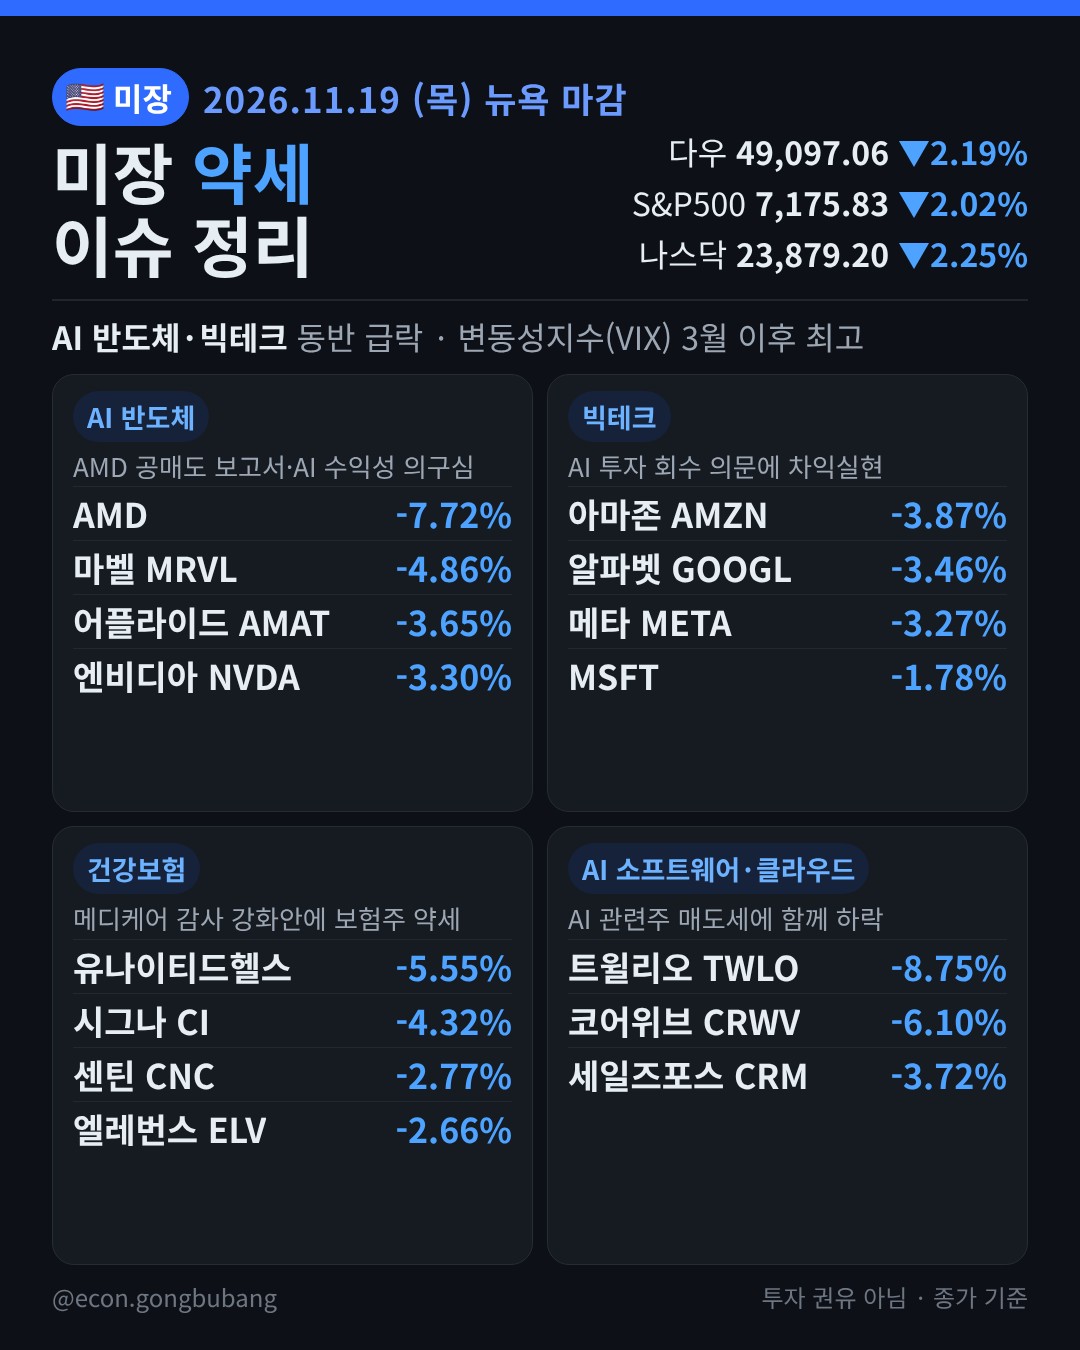 🇺🇸 미장 2026.11.19 (목) 뉴욕 마감
미장 약세
이슈 정리
다우 49,097.06 ▼2.19%
S&P500 7,175.83 ▼2.02%
나스닥 23,879.20 ▼2.25%
AI 반도체·빅테크 동반 급락 · 변동성지수(VIX) 3월 이후 최고
AI 반도체
AMD 공매도 보고서·AI 수익성 의구심
AMD -7.72%
마벨 MRVL -4.86%
어플라이드 AMAT -3.65%
엔비디아 NVDA -3.30%
빅테크
AI 투자 회수 의문에 차익실현
아마존 AMZN -3.87%
알파벳 GOOGL -3.46%
메타 META -3.27%
MSFT -1.78%
건강보험
메디케어 감사 강화안에 보험주 약세
유나이티드헬스 -5.55%
시그나 CI -4.32%
센틴 CNC -2.77%
엘레번스 ELV -2.66%
AI 소프트웨어·클라우드
AI 관련주 매도세에 함께 하락
트윌리오 TWLO -8.75%
코어위브 CRWV -6.10%
세일즈포스 CRM -3.72%
@econ.gongbubang
투자 권유 아님 · 종가 기준